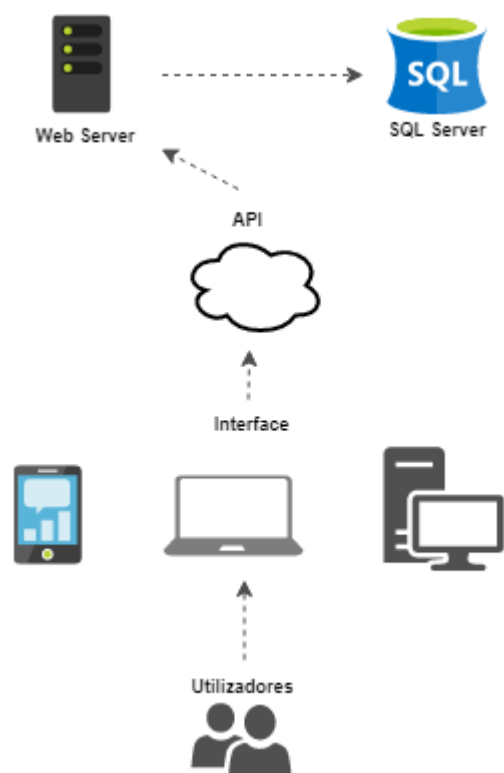 SQL
Web Server
SQL Server
API
Interface
Utilizadores